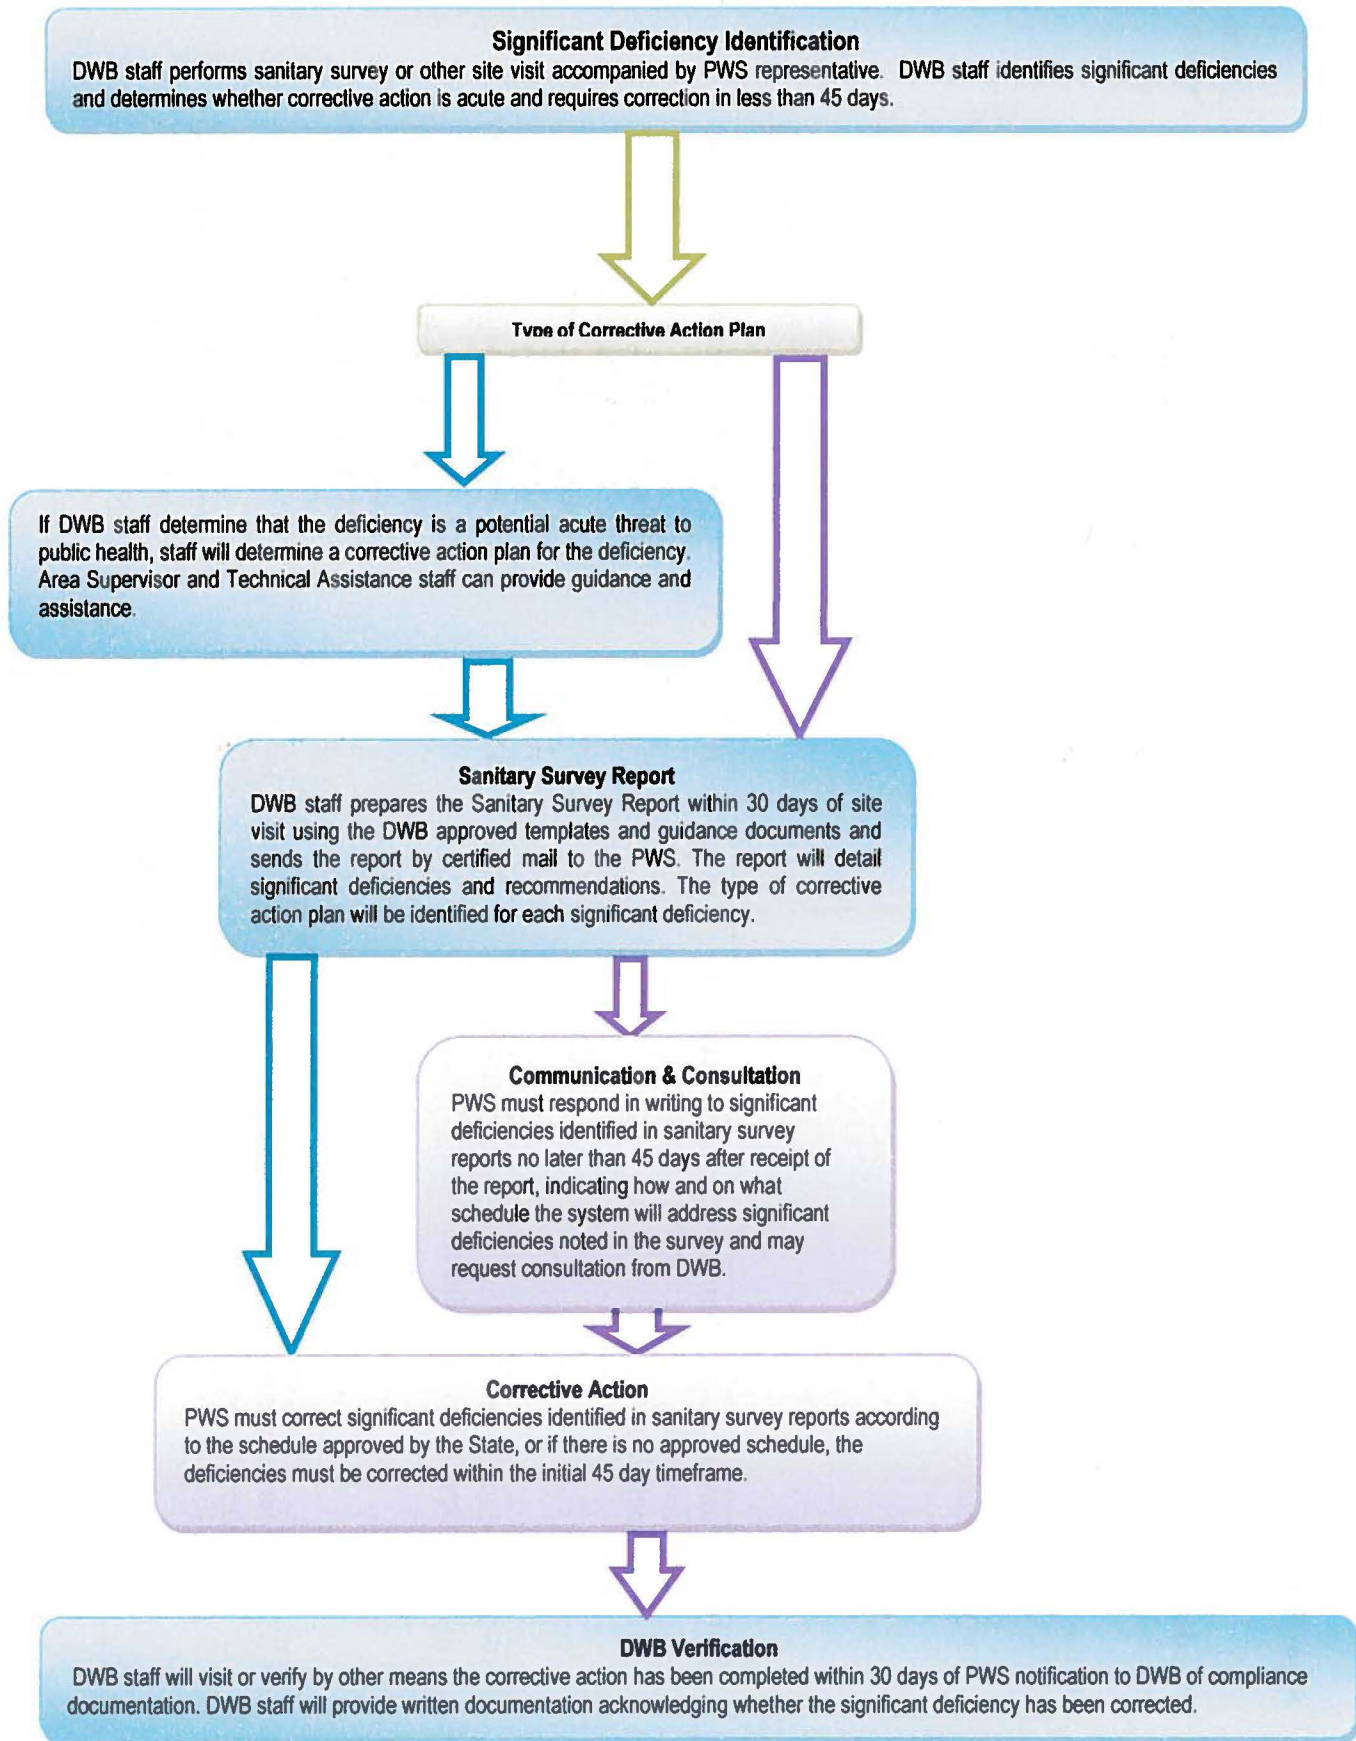 Significant Deficiency Identification
DWB staff performs sanitary survey or other site visit accompanied by PWS representative. DWB staff identifies significant deficiencies
and determines whether corrective action is acute and requires correction in less than 45 days.
Type of Corrective Action Plan
If DWB staff determine that the deficiency is a potential acute threat to
public health, staff will determine a corrective action plan for the deficiency.
Area Supervisor and Technical Assistance staff can provide guidance and
assistance.
Sanitary Survey Report
DWB staff prepares the Sanitary Survey Report within 30 days of site
visit using the DWB approved templates and guidance documents and
sends the report by certified mail to the PWS. The report will detail
significant deficiencies and recommendations. The type of corrective
action plan will be identified for each significant deficiency.
Communication & Consultation
PWS must respond in writing to significant
deficiencies identified in sanitary survey
reports no later than 45 days after receipt of
the report, indicating how and on what
schedule the system will address significant
deficiencies noted in the survey and may
request consultation from DWB.
Corrective Action
PWS must correct significant deficiencies identified in sanitary survey reports according
to the schedule approved by the State, or if there is no approved schedule, the
deficiencies must be corrected within the initial 45 day timeframe.
DWB Verification
DWB staff will visit or verify by other means the corrective action has been completed within 30 days of PWS notification to DWB of compliance
documentation. DWB staff will provide written documentation acknowledging whether the significant deficiency has been corrected.